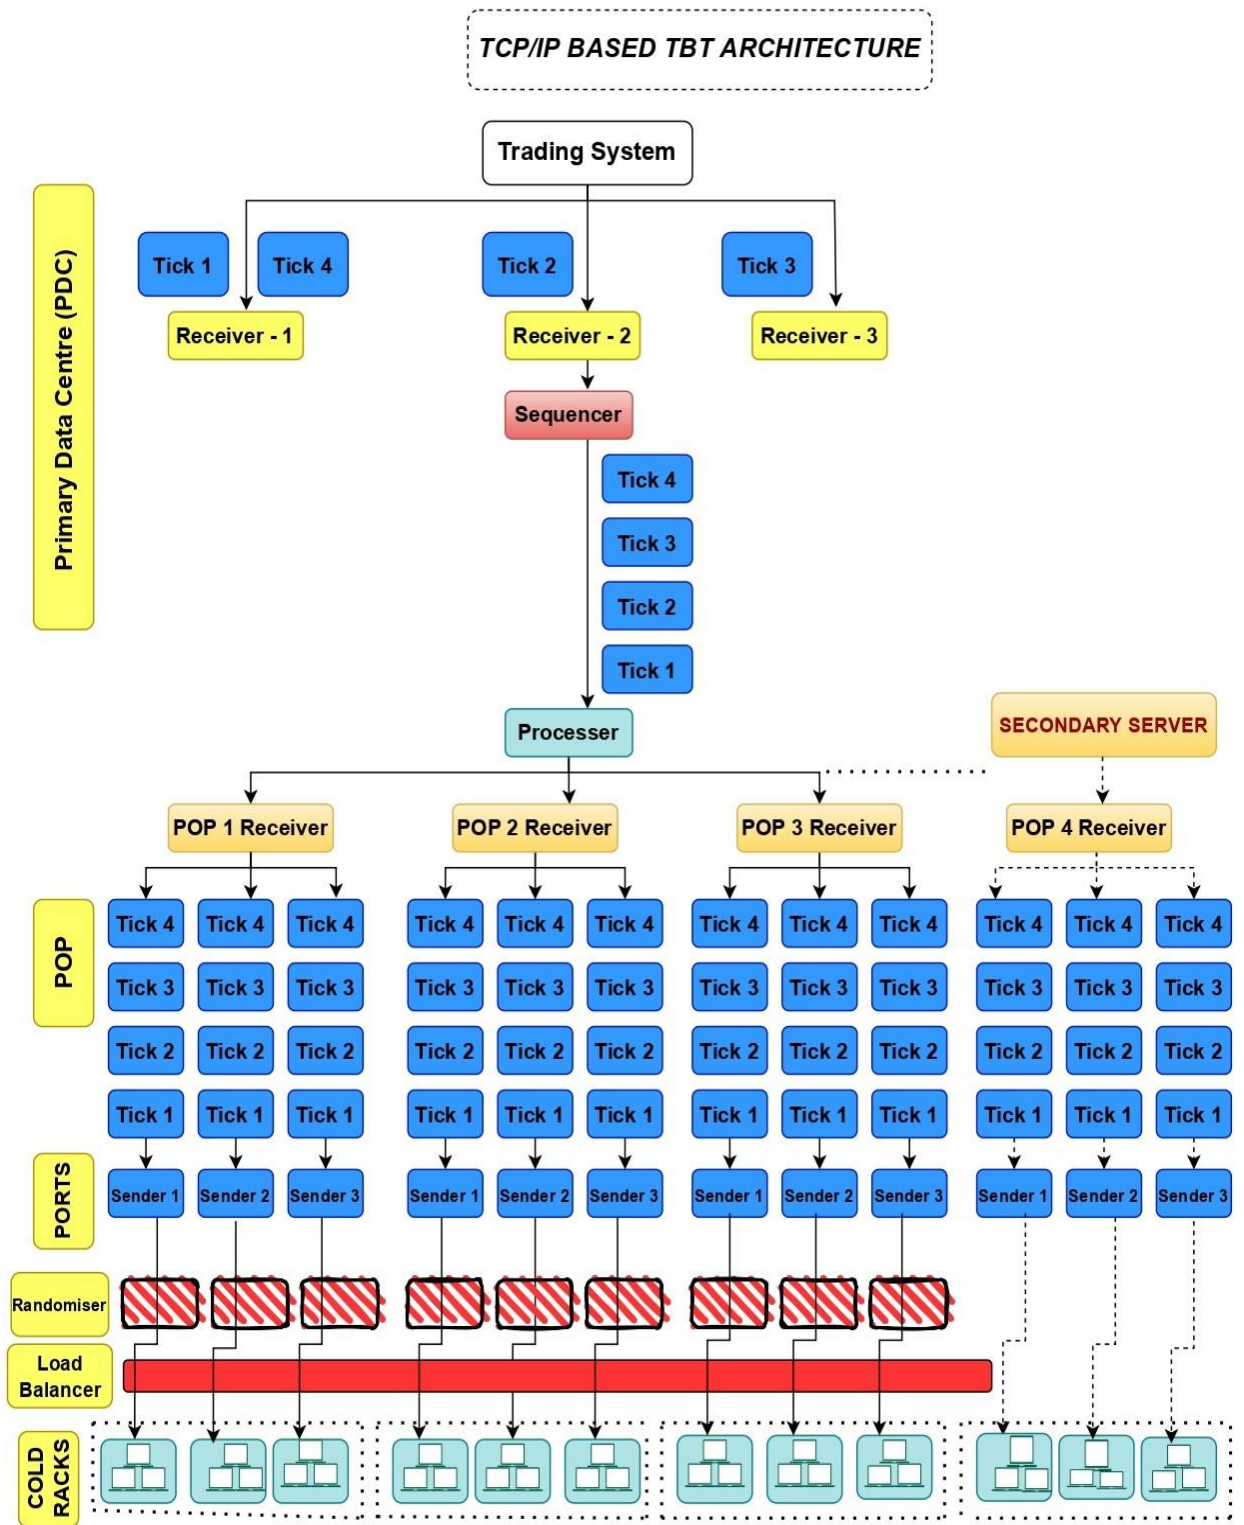 TCP/IP BASED TBT ARCHITECTURE
Trading System
Primary Data Centre (PDC)
Tick 1
Tick 4
Tick 2
Tick 3
Receiver - 1
Receiver - 2
Receiver - 3
Sequencer
Tick 4
Tick 3
Tick 2
Tick 1
Processer
SECONDARY SERVER
POP 1 Receiver
POP 2 Receiver
POP 3 Receiver
POP 4 Receiver
POP
Tick 4 Tick 4 Tick 4 Tick 4 Tick 4 Tick 4 Tick 4 Tick 4 Tick 4 Tick 4 Tick 4 Tick 4
Tick 3 Tick 3 Tick 3 Tick 3 Tick 3 Tick 3 Tick 3 Tick 3 Tick 3 Tick 3 Tick 3 Tick 3
Tick 2 Tick 2 Tick 2 Tick 2 Tick 2 Tick 2 Tick 2 Tick 2 Tick 2 Tick 2 Tick 2 Tick 2
Tick 1 Tick 1 Tick 1 Tick 1 Tick 1 Tick 1 Tick 1 Tick 1 Tick 1 Tick 1 Tick 1 Tick 1
PORTS
Sender 1 Sender 2 Sender 3 Sender 1 Sender 2 Sender 3 Sender 1 Sender 2 Sender 3 Sender 1 Sender 2 Sender 3
Randomiser
Load
Balancer
COLD
RACKS